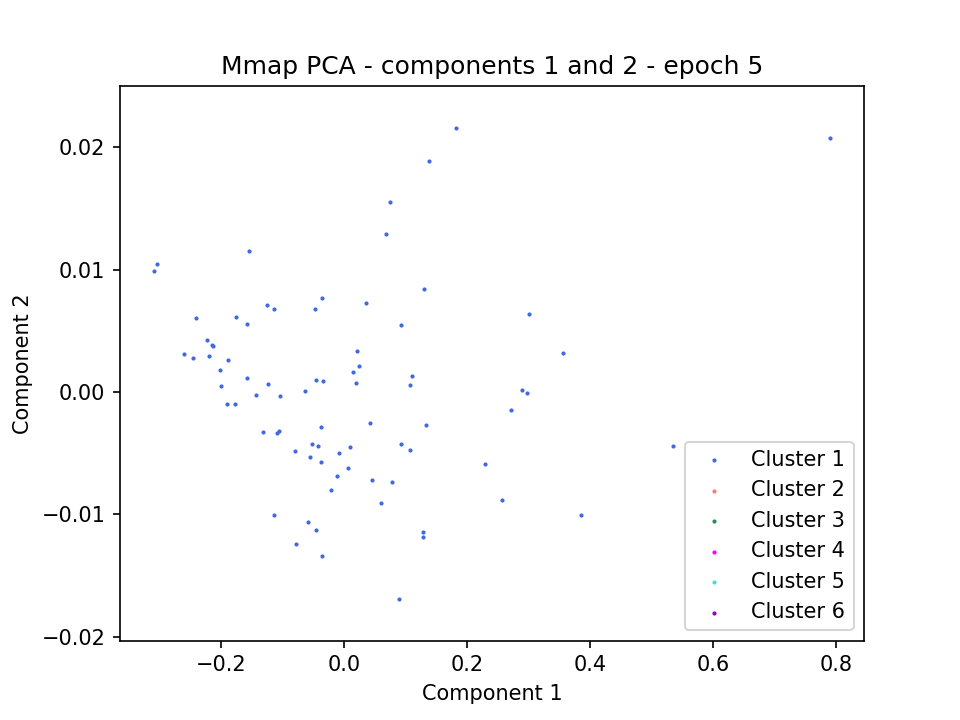 Mmap PCA - components 1 and 2 - epoch 5
0.02
0.01
0.00
−0.01
−0.02
Component 2
−0.2
0.0
0.2
0.4
0.6
0.8
Component 1
Cluster 1
Cluster 2
Cluster 3
Cluster 4
Cluster 5
Cluster 6